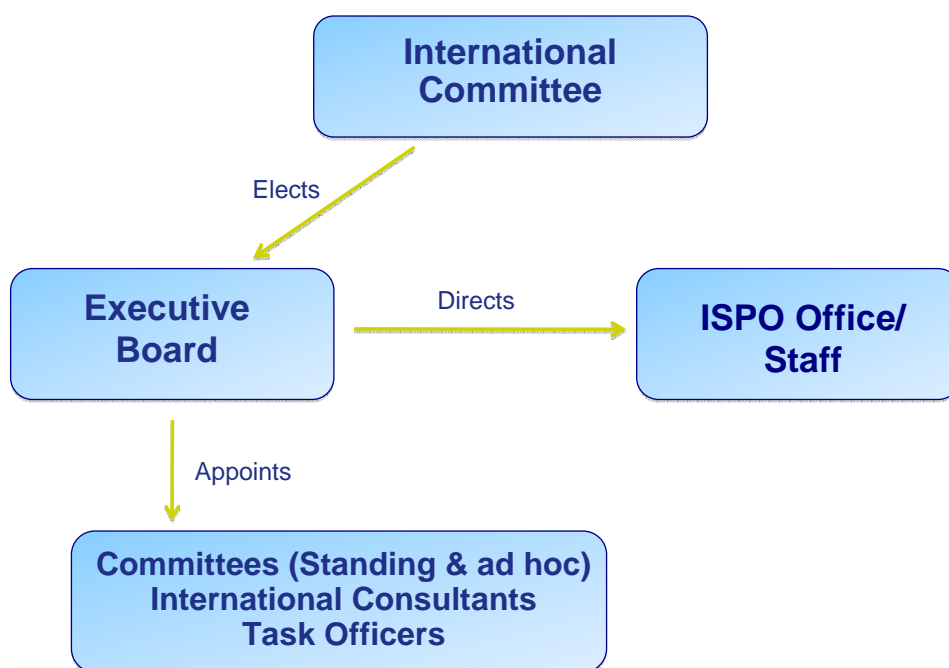 International
Committee
Elects
Executive
Board
Directs
ISPO Office/
Staff
Appoints
Committees (Standing & ad hoc)
International Consultants
Task Officers